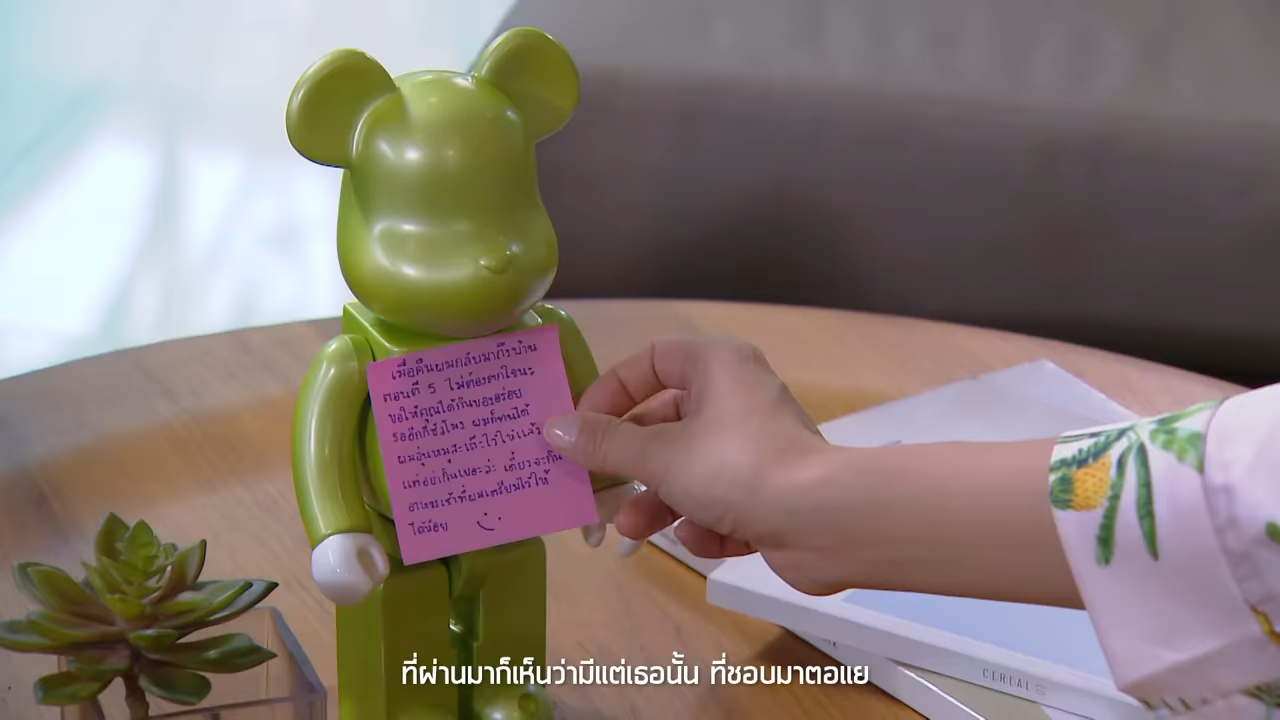 เมื่อคืนผมกลับมาถึงบ้าน
ตอนตี 5 ไม่ต้องตกใจนะ
ขอให้คุณได้กินของอร่อย
รออีกกี่ชั่วโมง ผมก็ทนได้
ผมอุ่นหมูสะเต๊ะไว้ให้แล้ว
แต่อย่ากินเยอะล่ะ เดี๋ยวจะกิน
อาหารเช้าที่ผมเตรียมไว้ให้
ได้น้อย
CEREAL
ที่ผ่านมาก็เห็นว่ามีแต่เธอนั้น ที่ชอบมาตอแย